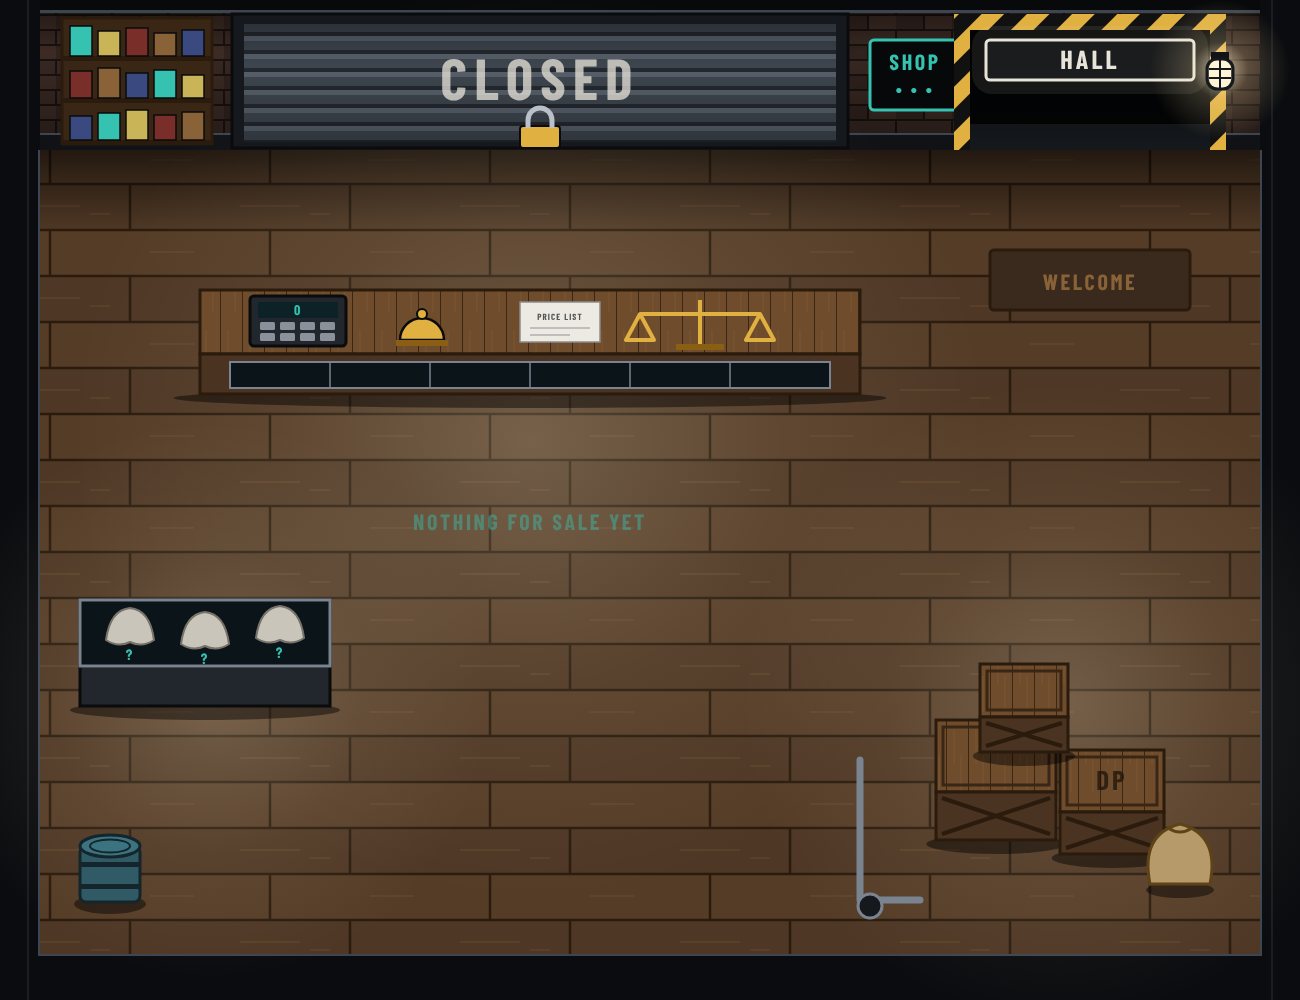 CLOSED
SHOP
HALL
WELCOME
0
PRICE LIST
NOTHING FOR SALE YET
? ? ?
DP